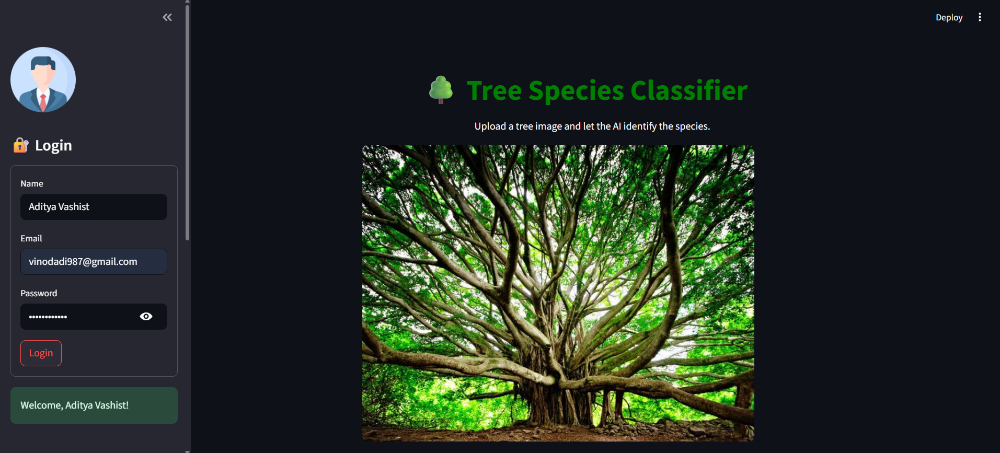 Deploy
Login
Name
Aditya Vashist
Email
vinodadi987@gmail.com
Password
••••••••••••
Login
Welcome, Aditya Vashist!
Tree Species Classifier
Upload a tree image and let the AI identify the species.